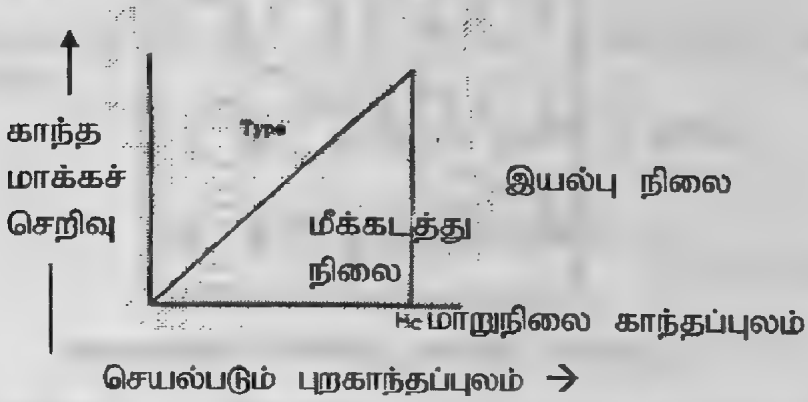 காந்த
மாக்கச்
செறிவு
Type
இயல்பு நிலை
மீக்கடத்து
நிலை
Hc மாறுநிலை காந்தப்புலம்
செயல்படும் புறகாந்தப்புலம் →